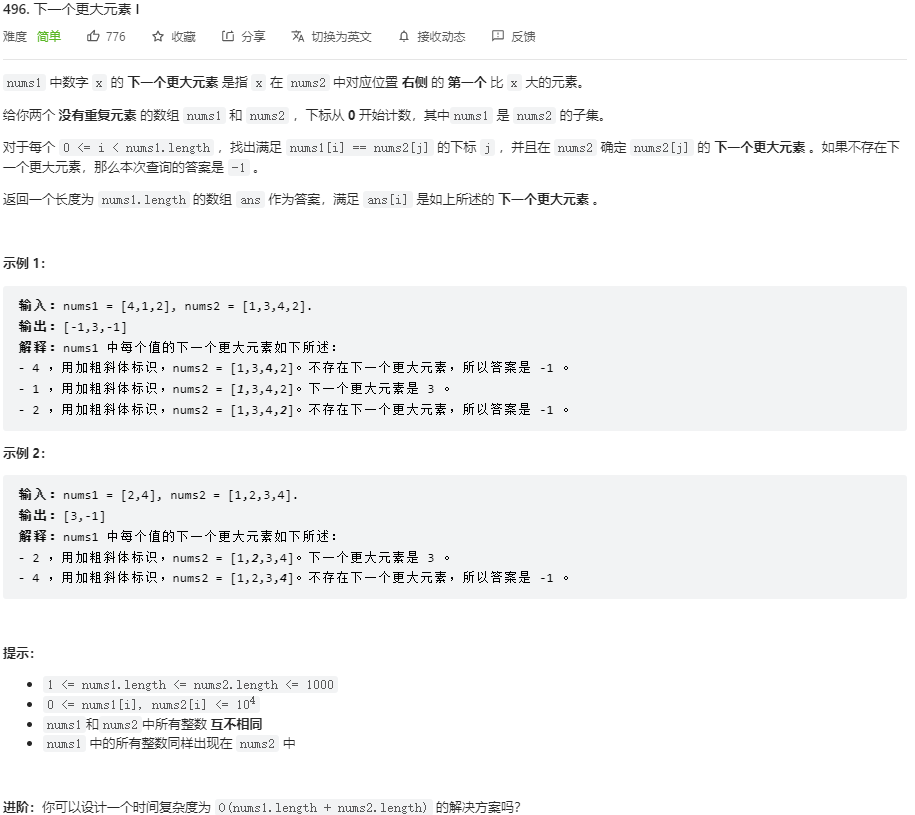 496. 下一个更大元素 I
难度 简单 776 收藏 分享 切换为英文 接收动态 反馈
nums1 中数字 x 的 下一个更大元素 是指 x 在 nums2 中对应位置 右侧 的 第一个 比 x 大的元素。
给你两个 没有重复元素 的数组 nums1 和 nums2 ，下标从 0 开始计数，其中nums1 是 nums2 的子集。
对于每个 0 <= i < nums1.length ，找出满足 nums1[i] == nums2[j] 的下标 j ，并且在 nums2 确定 nums2[j] 的 下一个更大元素 。如果不存在下
一个更大元素，那么本次查询的答案是 -1 。
返回一个长度为 nums1.length 的数组 ans 作为答案，满足 ans[i] 是如上所述的 下一个更大元素 。
示例 1：
输入：nums1 = [4,1,2], nums2 = [1,3,4,2].
输出：[-1,3,-1]
解释：nums1 中每个值的下一个更大元素如下所述：
- 4 ，用加粗斜体标识，nums2 = [1,3,4,2]。不存在下一个更大元素，所以答案是 -1 。
- 1 ，用加粗斜体标识，nums2 = [1,3,4,2]。下一个更大元素是 3 。
- 2 ，用加粗斜体标识，nums2 = [1,3,4,2]。不存在下一个更大元素，所以答案是 -1 。
示例 2：
输入：nums1 = [2,4], nums2 = [1,2,3,4].
输出：[3,-1]
解释：nums1 中每个值的下一个更大元素如下所述：
- 2 ，用加粗斜体标识，nums2 = [1,2,3,4]。下一个更大元素是 3 。
- 4 ，用加粗斜体标识，nums2 = [1,2,3,4]。不存在下一个更大元素，所以答案是 -1 。
提示：
• 1 <= nums1.length <= nums2.length <= 1000
• 0 <= nums1[i], nums2[i] <= 10⁴
• nums1和nums2中所有整数 互不相同
• nums1 中的所有整数同样出现在 nums2 中
进阶：你可以设计一个时间复杂度为 O(nums1.length + nums2.length) 的解决方案吗？